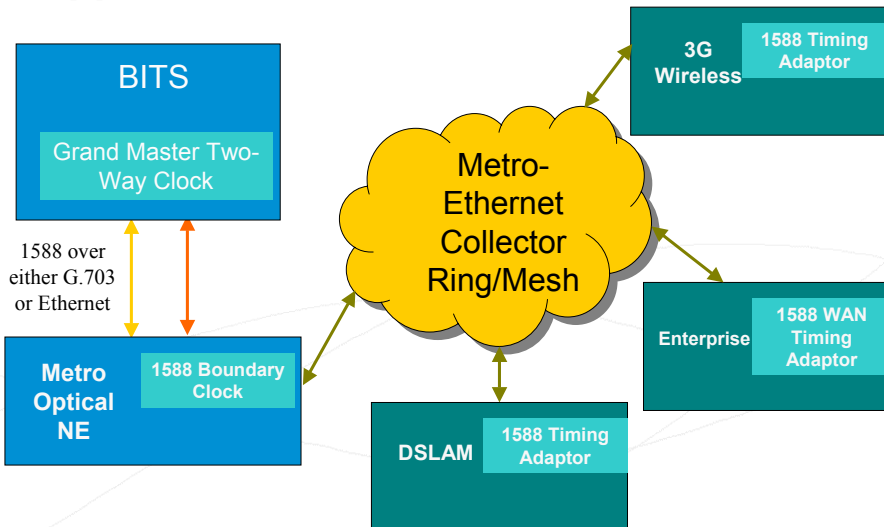 BITS
Grand Master Two-
Way Clock
1588 over
either G.703
or Ethernet
Metro
Optical
NE
1588 Boundary
Clock
Metro-
Ethernet
Collector
Ring/Mesh
3G
Wireless
1588 Timing
Adaptor
Enterprise
1588 WAN
Timing
Adaptor
DSLAM
1588 Timing
Adaptor